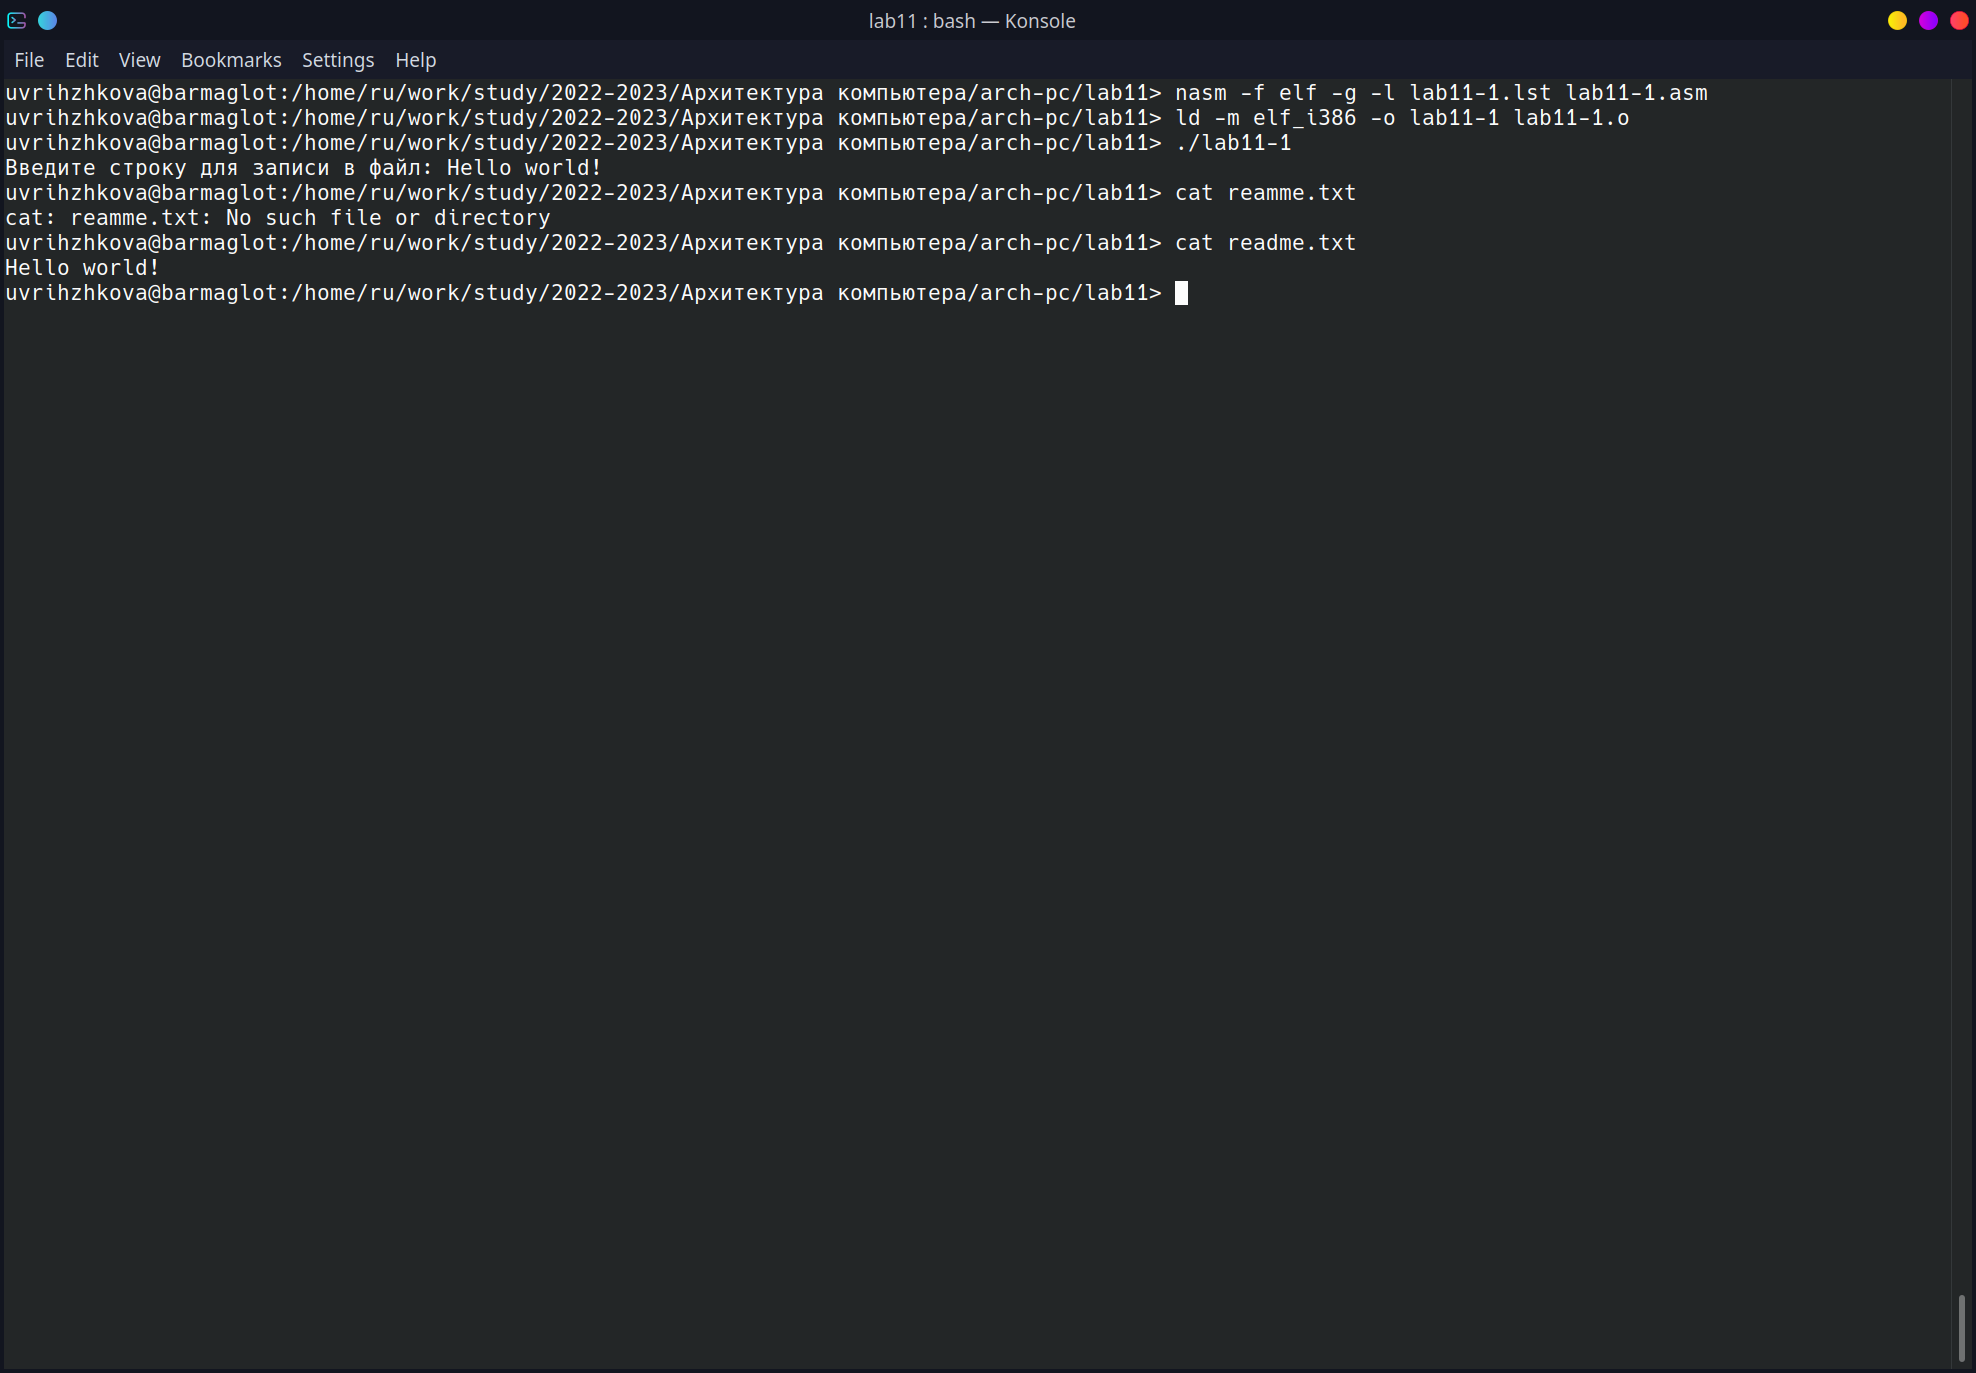 lab11 : bash — Konsole
File Edit View Bookmarks Settings Help
uvrihzhkova@barmaglot:/home/ru/work/study/2022-2023/Архитектура компьютера/arch-pc/lab11> nasm -f elf -g -l lab11-1.lst lab11-1.asm
uvrihzhkova@barmaglot:/home/ru/work/study/2022-2023/Архитектура компьютера/arch-pc/lab11> ld -m elf_i386 -o lab11-1 lab11-1.o
uvrihzhkova@barmaglot:/home/ru/work/study/2022-2023/Архитектура компьютера/arch-pc/lab11> ./lab11-1
Введите строку для записи в файл: Hello world!
uvrihzhkova@barmaglot:/home/ru/work/study/2022-2023/Архитектура компьютера/arch-pc/lab11> cat reamme.txt
cat: reamme.txt: No such file or directory
uvrihzhkova@barmaglot:/home/ru/work/study/2022-2023/Архитектура компьютера/arch-pc/lab11> cat readme.txt
Hello world!
uvrihzhkova@barmaglot:/home/ru/work/study/2022-2023/Архитектура компьютера/arch-pc/lab11>